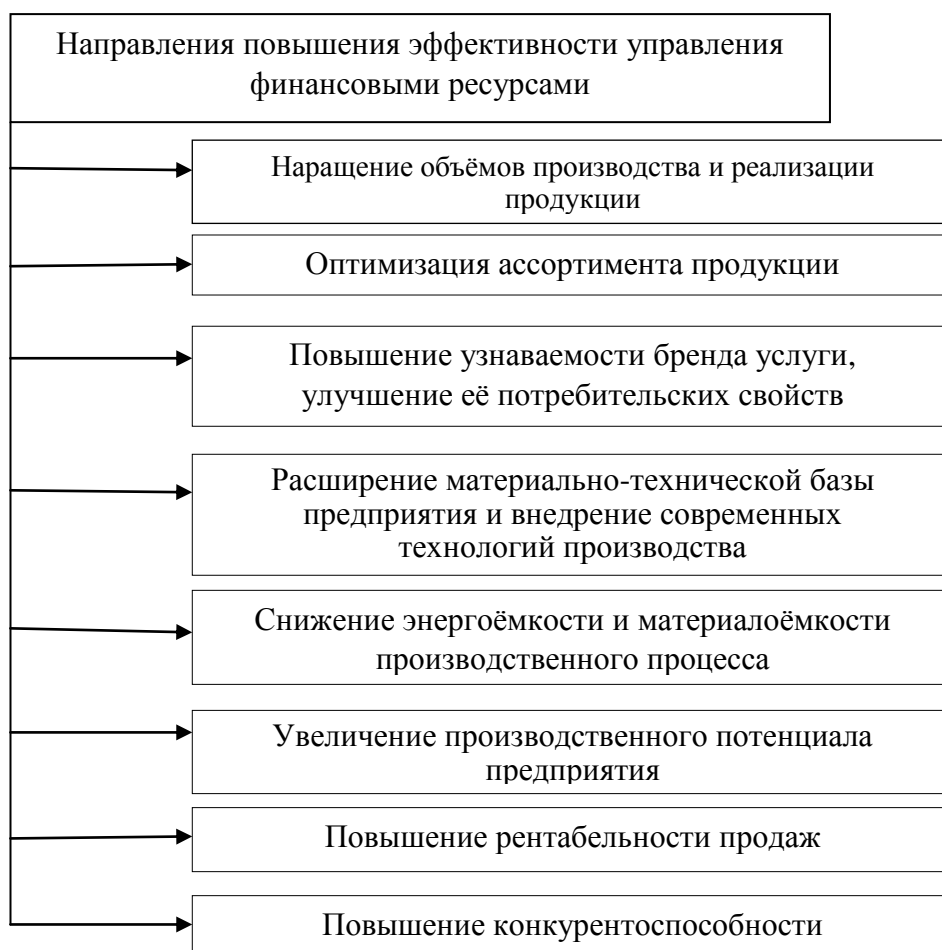 Направления повышения эффективности управления
финансовыми ресурсами
Наращение объёмов производства и реализации
продукции
Оптимизация ассортимента продукции
Повышение узнаваемости бренда услуги,
улучшение её потребительских свойств
Расширение материально-технической базы
предприятия и внедрение современных
технологий производства
Снижение энергоёмкости и материалоёмкости
производственного процесса
Увеличение производственного потенциала
предприятия
Повышение рентабельности продаж
Повышение конкурентоспособности